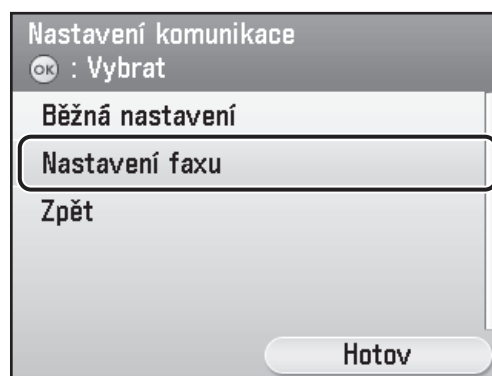 Nastavení komunikace
OK : Vybrat
Běžná nastavení
Nastavení faxu
Zpět
Hotov